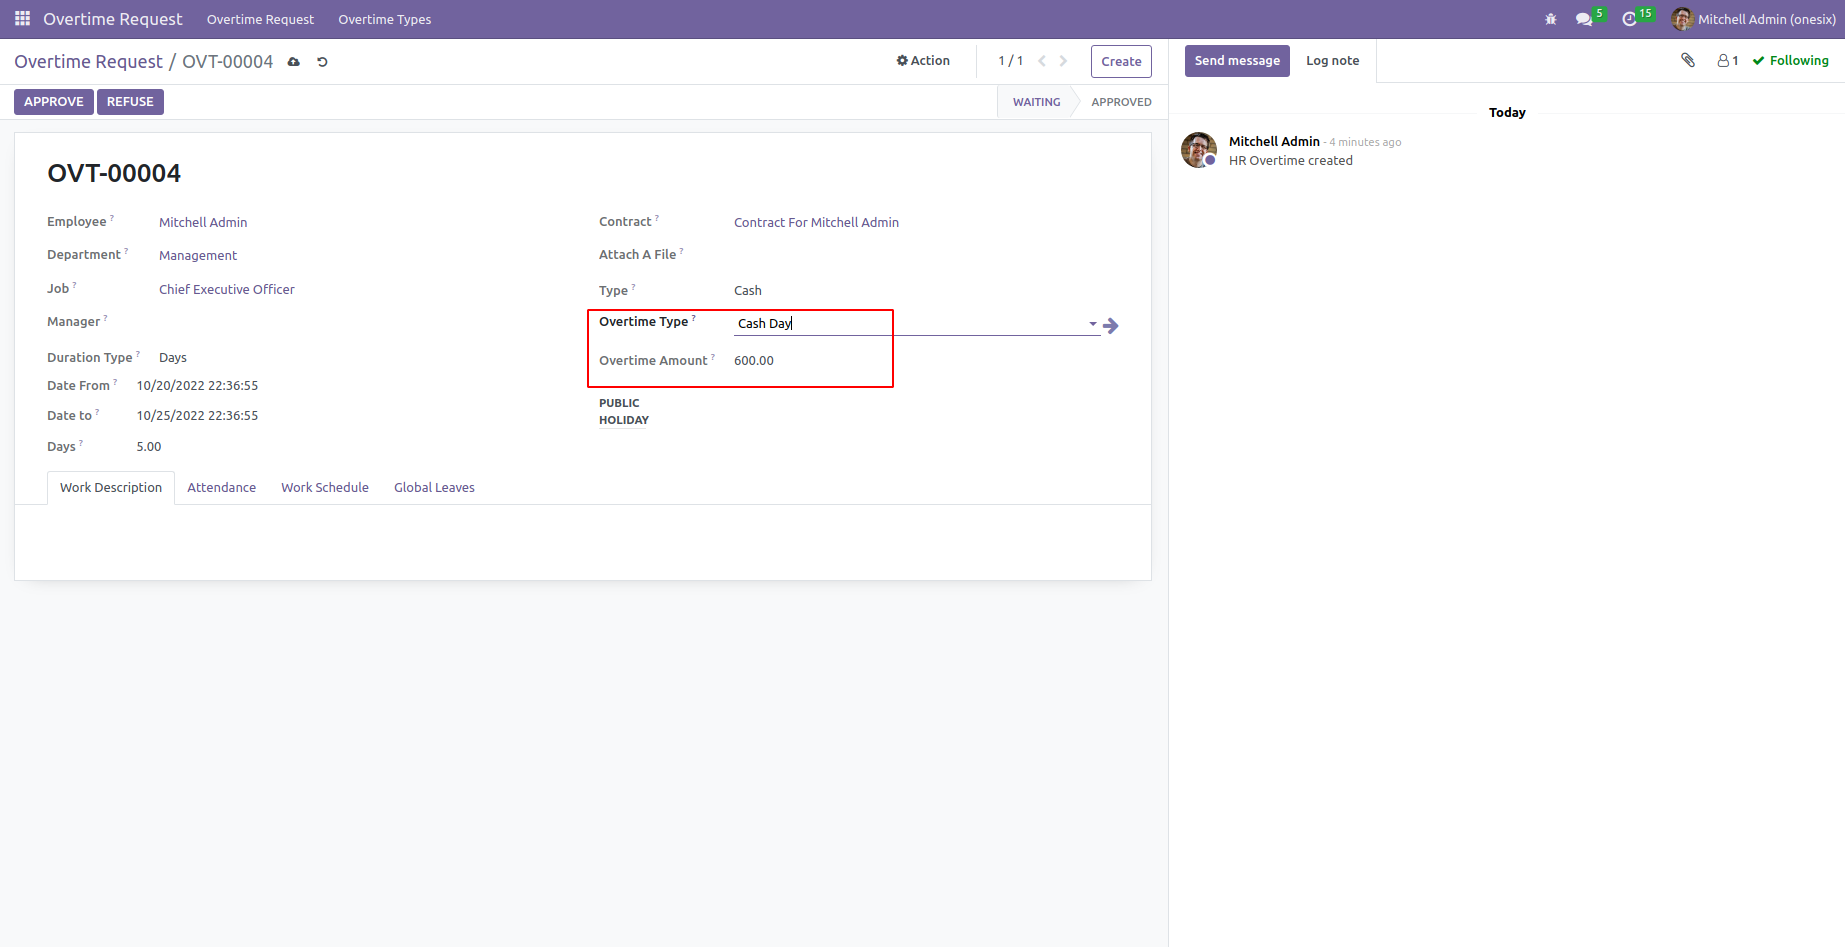 Overtime Request Overtime Request Overtime Types 5 15 Mitchell Admin (onesix)
Overtime Request / OVT-00004 Action 1 / 1 Create
APPROVE REFUSE WAITING APPROVED
OVT-00004
Employee ? Mitchell Admin
Department ? Management
Job ? Chief Executive Officer
Manager ?
Duration Type ? Days
Date From ? 10/20/2022 22:36:55
Date to ? 10/25/2022 22:36:55
Days ? 5.00
Contract ? Contract For Mitchell Admin
Attach A File ?
Type ? Cash
Overtime Type ? Cash Day
Overtime Amount ? 600.00
PUBLIC
HOLIDAY
Work Description Attendance Work Schedule Global Leaves
Send message Log note 1 Following
Today
Mitchell Admin - 4 minutes ago
HR Overtime created